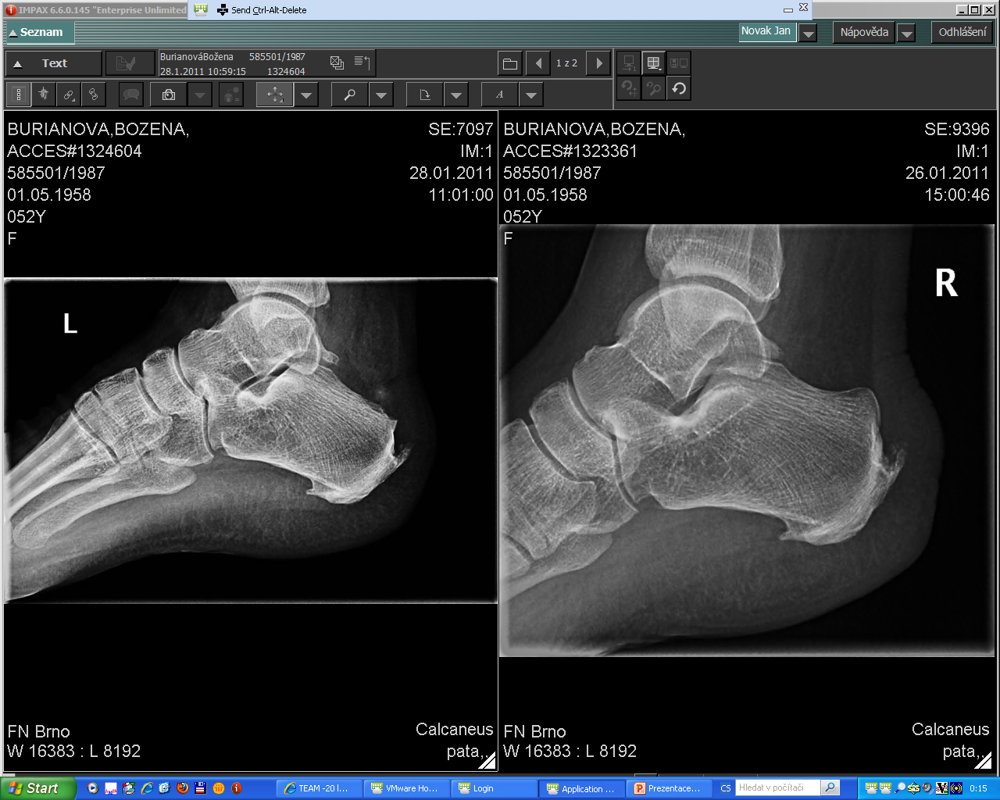 IMPAX 6.6.0.145 "Enterprise Unlimited
Send Ctrl-Alt-Delete
Seznam
Novak Jan
Nápověda
Odhlášení
Text
BurianováBožena 585501/1987
28.1.2011 10:59:15 1324604
1 z 2
A
BURIANOVA,BOZENA,
SE:7097
ACCES#1324604
IM:1
585501/1987
28.01.2011
01.05.1958
11:01:00
052Y
F
L
FN Brno
Calcaneus
W 16383 : L 8192
pata,.
BURIANOVA,BOZENA,
SE:9396
ACCES#1323361
IM:1
585501/1987
26.01.2011
01.05.1958
15:00:46
052Y
F
R
FN Brno
Calcaneus
W 16383 : L 8192
pata,.
Start
TEAM -20 l...
VMware Ho...
Login
Application ...
Prezentace...
CS
Hledat v počítači
0:15